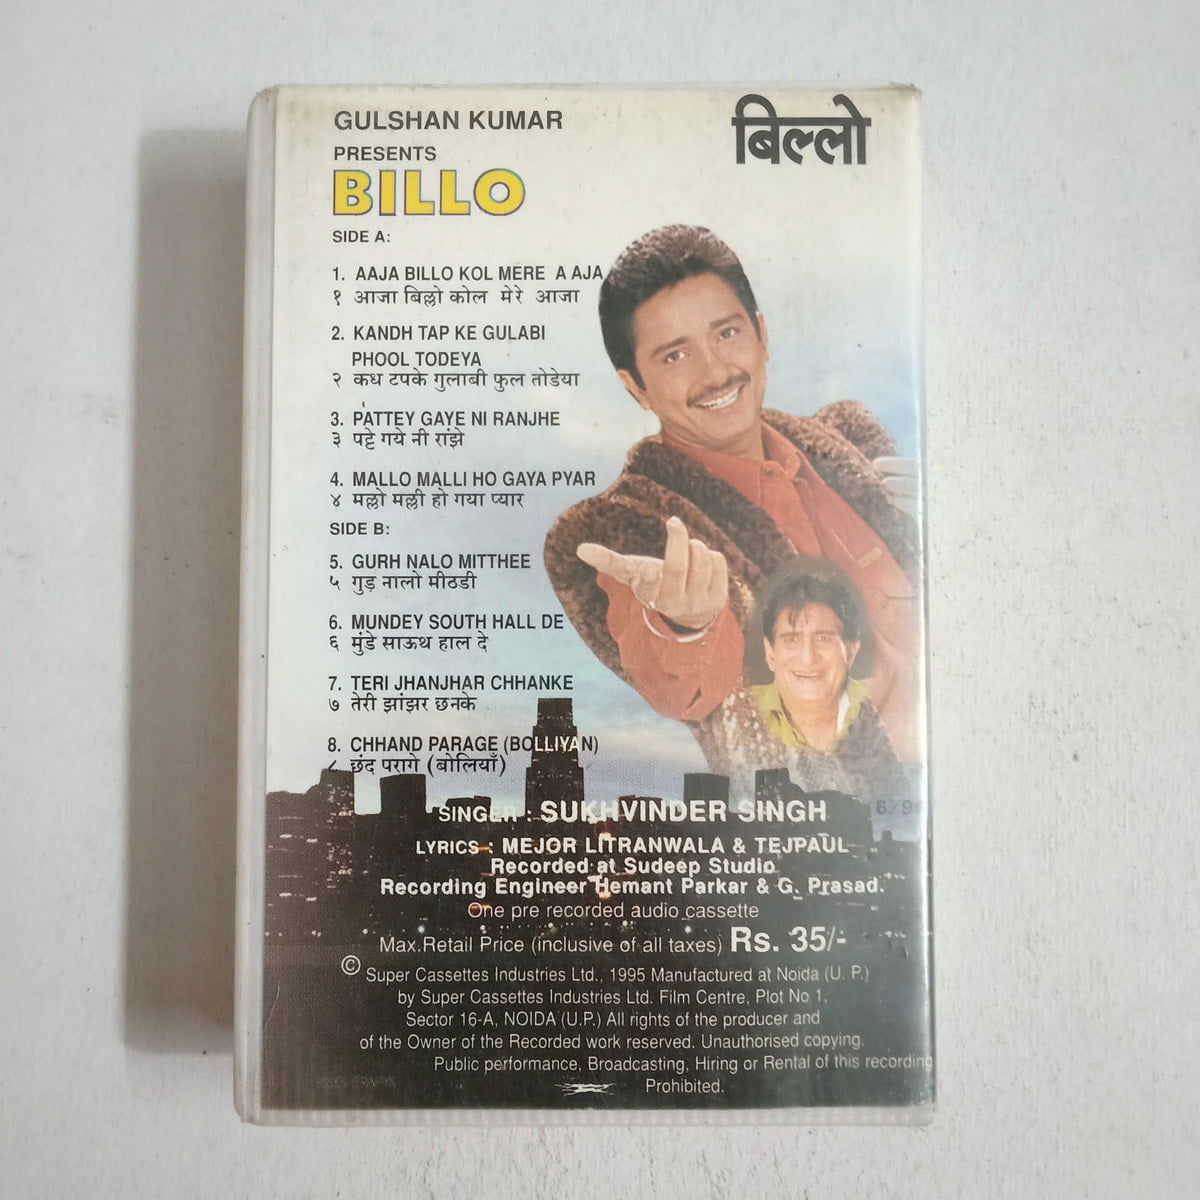 GULSHAN KUMAR
बिल्लो
PRESENTS
BILLO
SIDE A:
1. AAJA BILLO KOL MERE A AJA
१ आजा बिल्लो कोल मेरे आजा
2. KANDH TAP KE GULABI
PHOOL TODEYA
२ कध टपके गुलाबी फुल तोडेया
3. PATTEY GAYE NI RANJHE
३ पट्टे गये नी रांझे
4. MALLO MALLI HO GAYA PYAR
४ मल्लो मल्ली हो गया प्यार
SIDE B:
5. GURH NALO MITTHEE
५ गुड़ नालो मीठडी
6. MUNDEY SOUTH HALL DE
६ मुंडे साऊथ हाल दे
7. TERI JHANJHAR CHHANKE
७ तेरी झांझर छनके
8. CHHAND PARAGE (BOLLIYAN)
८ छंद परागे (बोलियाँ)
SINGER : SUKHVINDER SINGH
LYRICS : MEJOR LITRANWALA & TEJPAUL
Recorded at Sudeep Studio
Recording Engineer Hemant Parkar & G. Prasad.
One pre recorded audio cassette
Max.Retail Price (inclusive of all taxes) Rs. 35/-
© Super Cassettes Industries Ltd., 1995 Manufactured at Noida (U. P.)
by Super Cassettes Industries Ltd. Film Centre, Plot No 1,
Sector 16-A, NOIDA (U.P.) All rights of the producer and
of the Owner of the Recorded work reserved. Unauthorised copying.
Public performance, Broadcasting, Hiring or Rental of this recording
Prohibited.